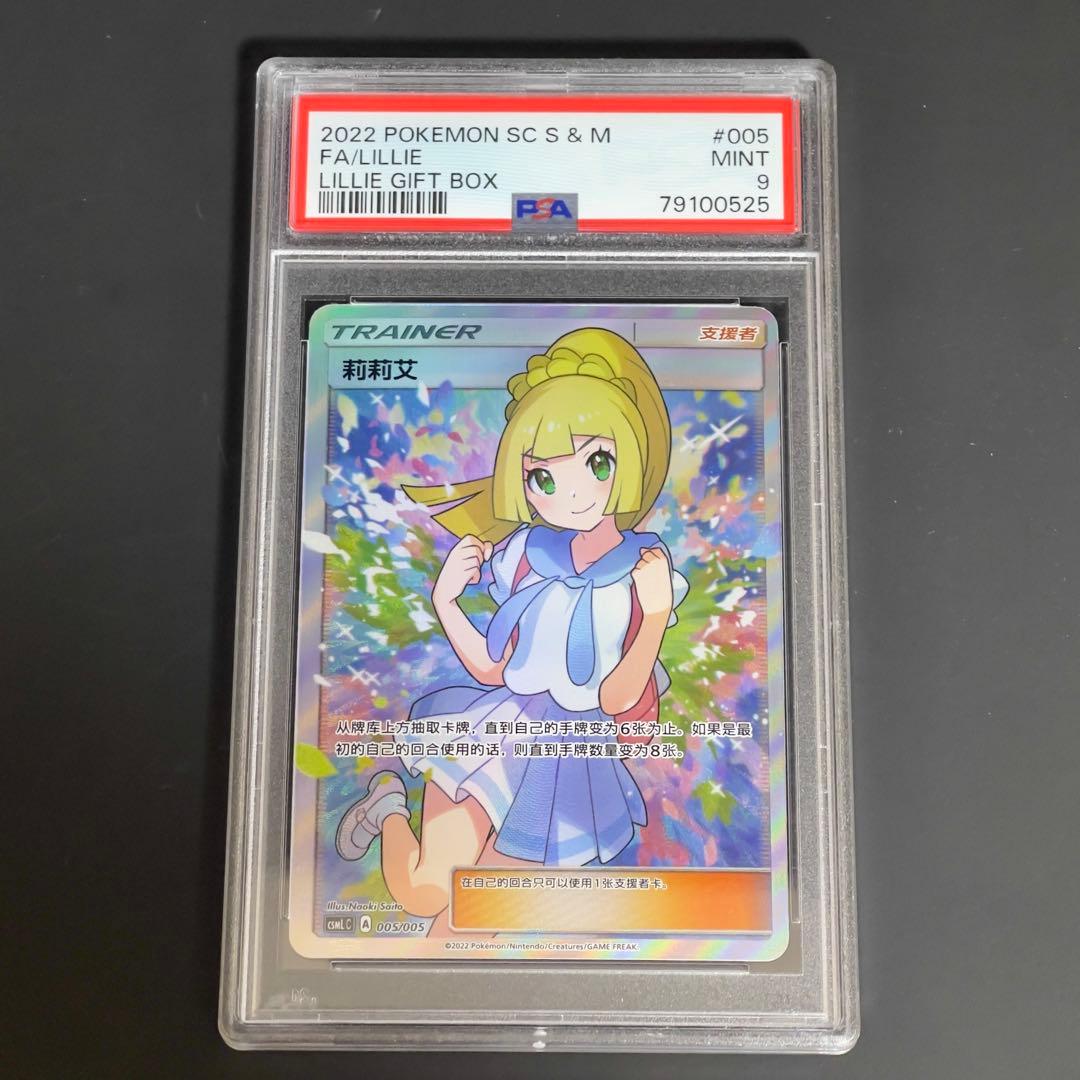 2022 POKEMON SC S & M #005
FA/LILLIE MINT
LILLIE GIFT BOX 9
PSA 79100525
TRAINER 支援者
莉莉艾
从牌库上方抽取卡牌，直到自己的手牌变为6张为止。如果是最
初的自己的回合使用的话，则直到手牌数量变为8张。
在自己的回合只可以使用1张支援者卡。
Illus. Naoki Saito
CSML C A 005/005
©2022 Pokémon/Nintendo/Creatures/GAME FREAK.